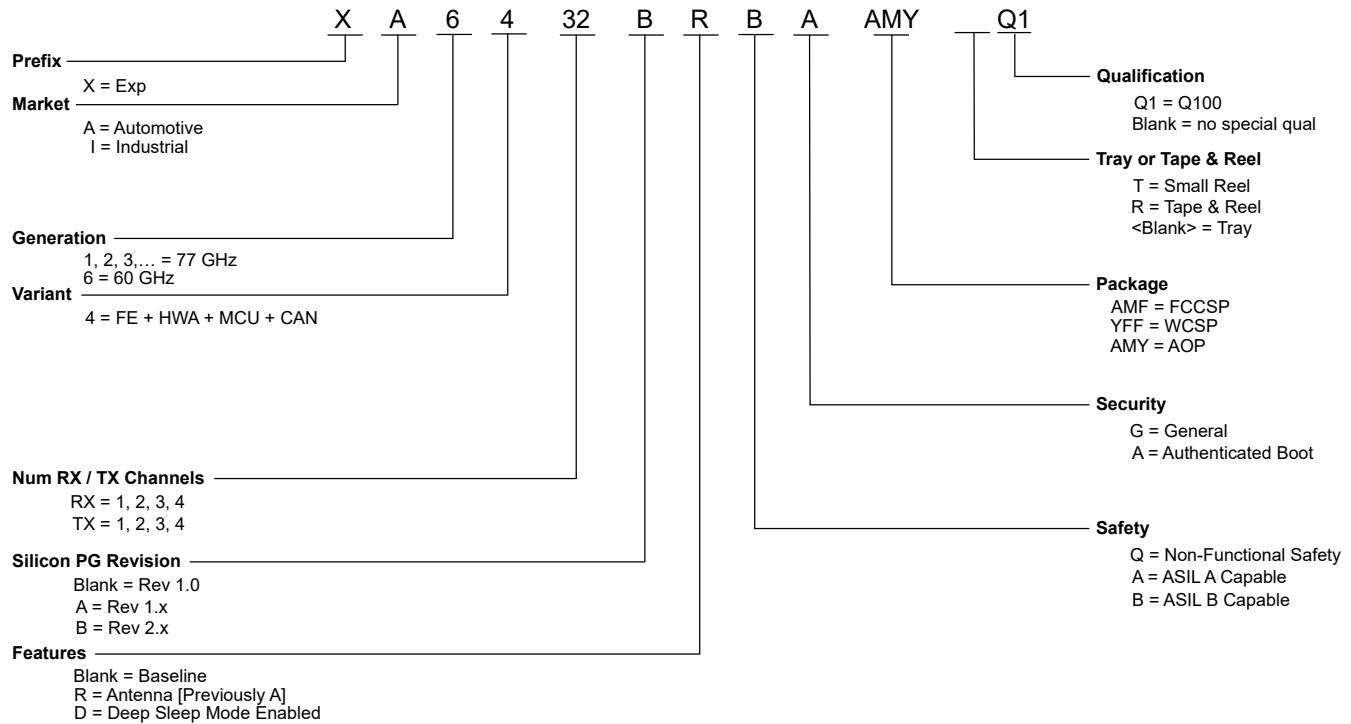 X A 6 4 32 B R B A AMY Q1
Prefix
X = Exp
Market
A = Automotive
I = Industrial
Generation
1, 2, 3,… = 77 GHz
6 = 60 GHz
Variant
4 = FE + HWA + MCU + CAN
Num RX / TX Channels
RX = 1, 2, 3, 4
TX = 1, 2, 3, 4
Silicon PG Revision
Blank = Rev 1.0
A = Rev 1.x
B = Rev 2.x
Features
Blank = Baseline
R = Antenna [Previously A]
D = Deep Sleep Mode Enabled
Qualification
Q1 = Q100
Blank = no special qual
Tray or Tape & Reel
T = Small Reel
R = Tape & Reel
<Blank> = Tray
Package
AMF = FCCSP
YFF = WCSP
AMY = AOP
Security
G = General
A = Authenticated Boot
Safety
Q = Non-Functional Safety
A = ASIL A Capable
B = ASIL B Capable